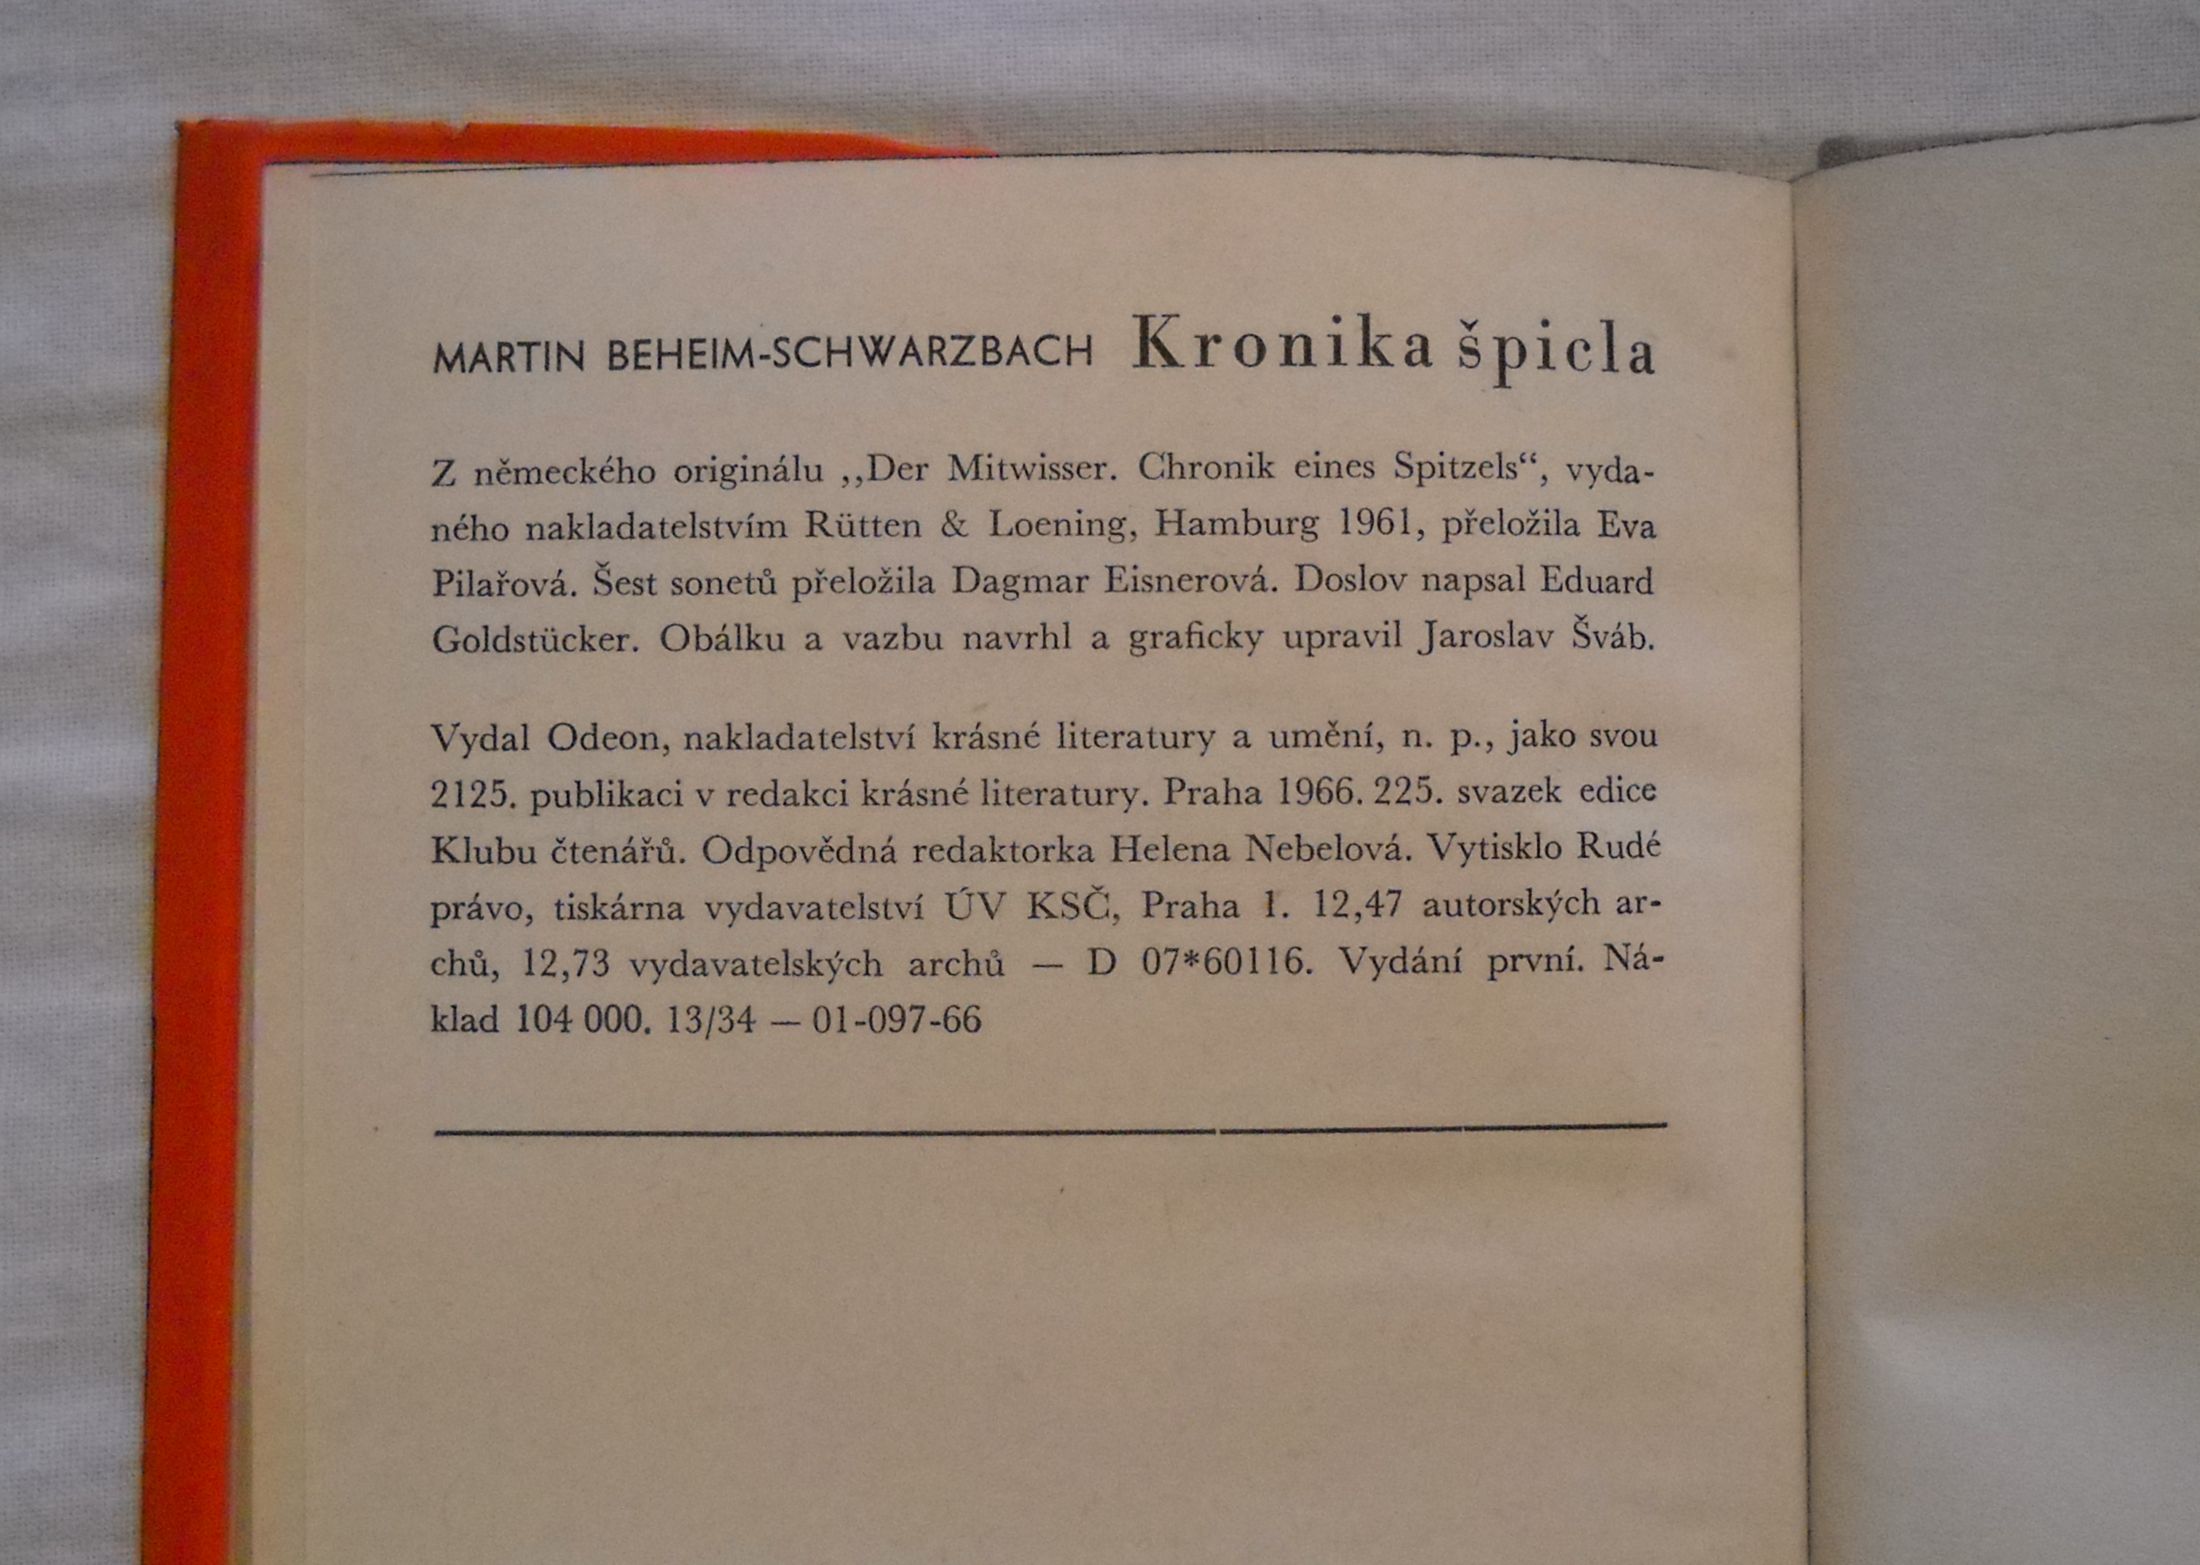 MARTIN BEHEIM-SCHWARZBACH Kronika špicla
Z německého originálu ,,Der Mitwisser. Chronik eines Spitzels“, vyda-
ného nakladatelstvím Rütten & Loening, Hamburg 1961, přeložila Eva
Pilařová. Šest sonetů přeložila Dagmar Eisnerová. Doslov napsal Eduard
Goldstücker. Obálku a vazbu navrhl a graficky upravil Jaroslav Šváb.
Vydal Odeon, nakladatelství krásné literatury a umění, n. p., jako svou
2125. publikaci v redakci krásné literatury. Praha 1966. 225. svazek edice
Klubu čtenářů. Odpovědná redaktorka Helena Nebelová. Vytisklo Rudé
právo, tiskárna vydavatelství ÚV KSČ, Praha 1. 12,47 autorských ar-
chů, 12,73 vydavatelských archů — D 07*60116. Vydání první. Ná-
klad 104 000. 13/34 — 01-097-66